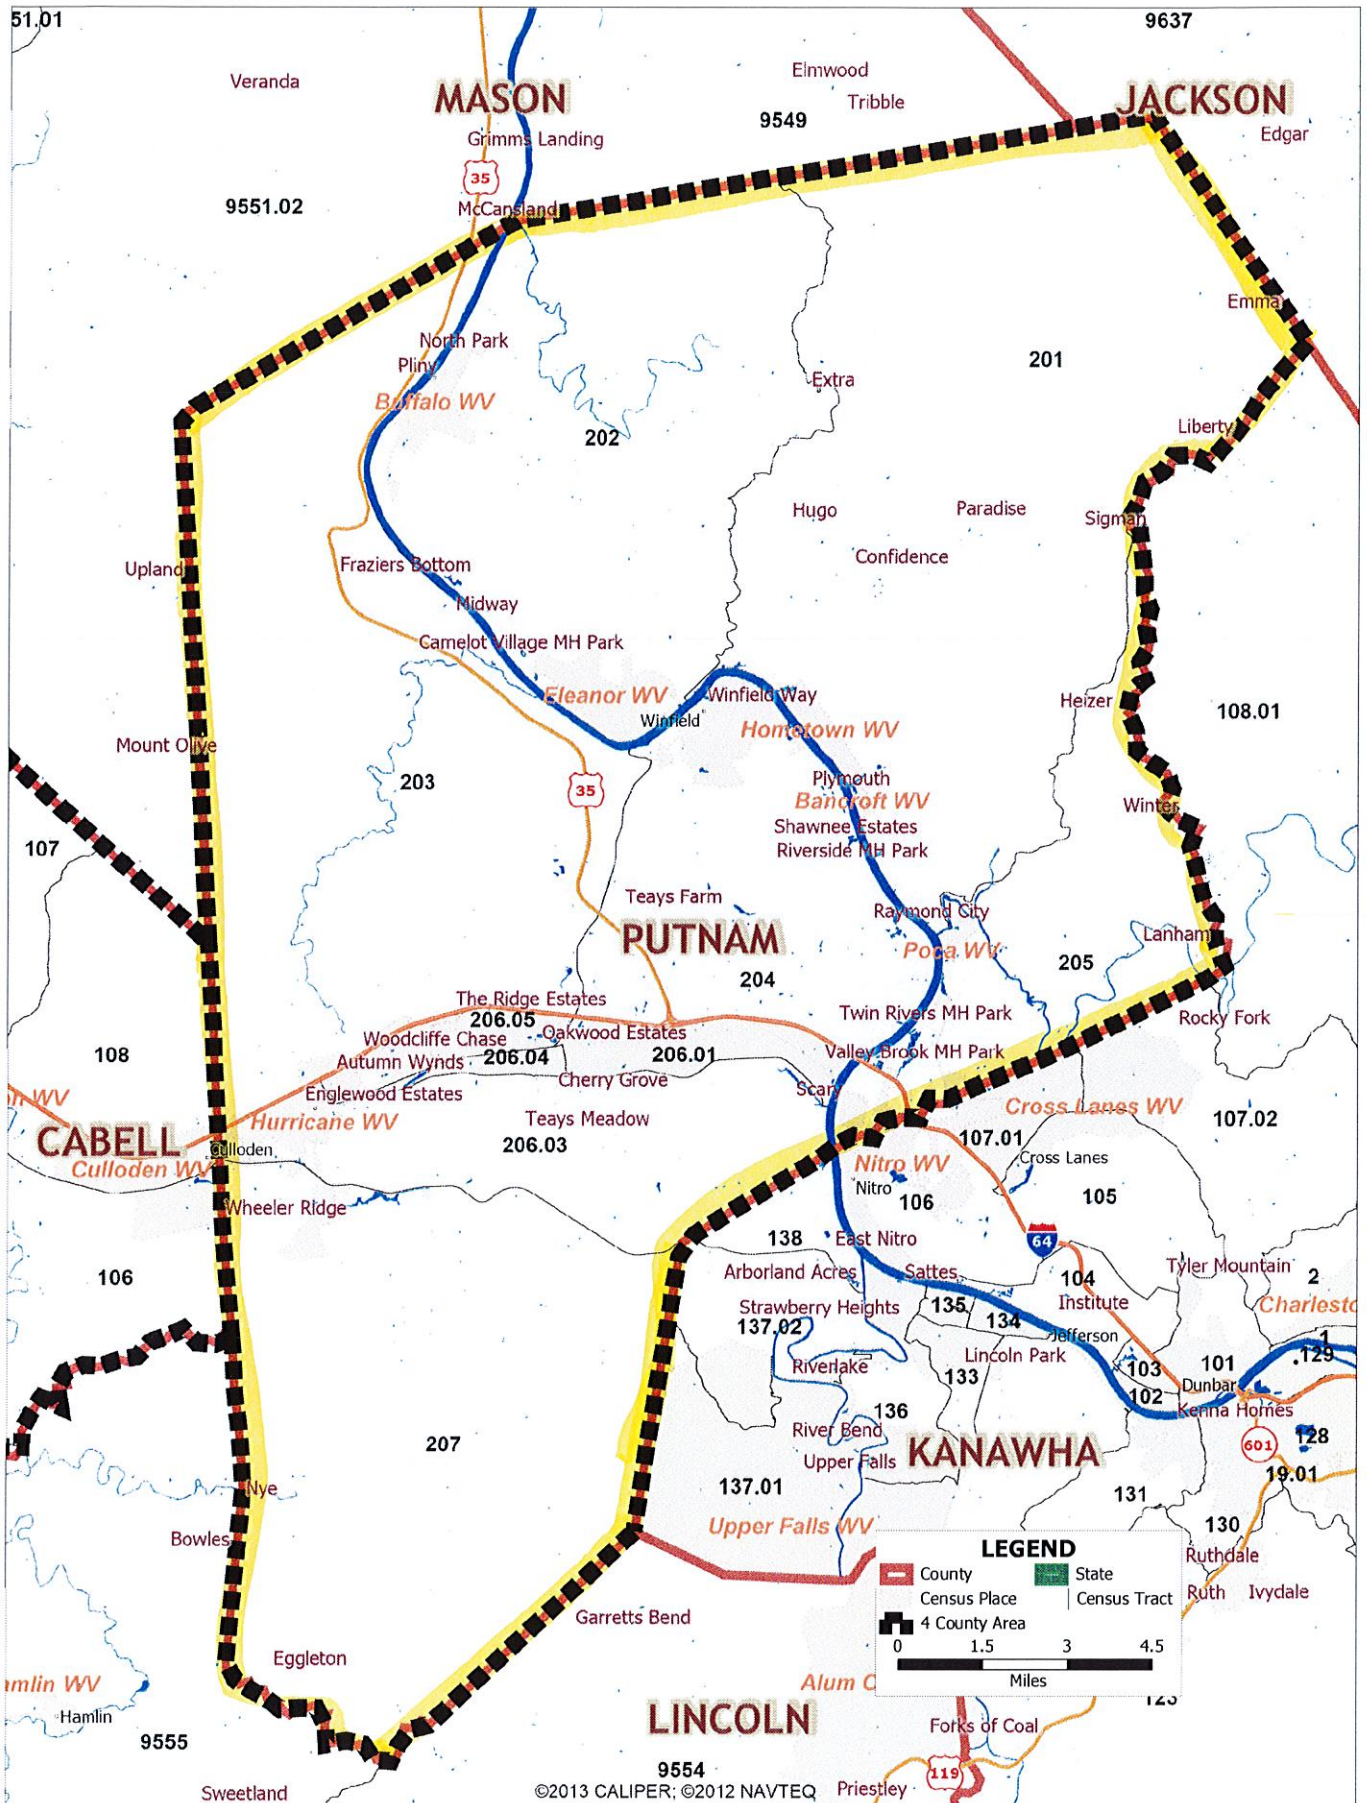 51.01
9637
Veranda
Elmwood
MASON
JACKSON
Tribble
9549
Grimms Landing
Edgar
35
9551.02
McCansland
Emma
North Park
201
Pliny
Extra
Buffalo WV
Liberty
202
Hugo
Paradise
Sigman
Confidence
Upland
Fraziers Bottom
Midway
Camelot Village MH Park
Eleanor WV
Winfield Way
Heizer
108.01
Winfield
Hometown WV
Mount Olive
203
Plymouth
35
Bancroft WV
Winter
Shawnee Estates
107
Riverside MH Park
Teays Farm
Raymond City
PUTNAM
Lanham
Poca WV
205
204
The Ridge Estates
206.05
Twin Rivers MH Park
Rocky Fork
Oakwood Estates
Woodcliffe Chase
108
206.04
206.01
Valley Brook MH Park
Autumn Wynds
Cherry Grove
Scary
Englewood Estates
WV
Cross Lanes WV
Hurricane WV
Teays Meadow
107.02
CABELL
206.03
107.01
Culloden
Cross Lanes
Culloden WV
Nitro WV
Nitro
106
105
Wheeler Ridge
138
East Nitro
64
Tyler Mountain
106
Arborland Acres
Sattes
104
2
135
Institute
Charlesto
Strawberry Heights
134
137.02
Jefferson
1
129
Riverlake
Lincoln Park
103
101
133
Dunbar
102
136
Kenna Homes
River Bend
128
207
KANAWHA
601
Upper Falls
19.01
Nye
137.01
131
Upper Falls WV
130
Bowles
LEGEND
Ruthdale
County
State
Census Place
Census Tract
Ruth
Ivydale
Garretts Bend
4 County Area
0
1.5
3
4.5
Miles
Eggleton
amlin WV
Alum C
Hamlin
LINCOLN
Forks of Coal
9555
9554
119
Sweetland
©2013 CALIPER; ©2012 NAVTEQ
Priestley